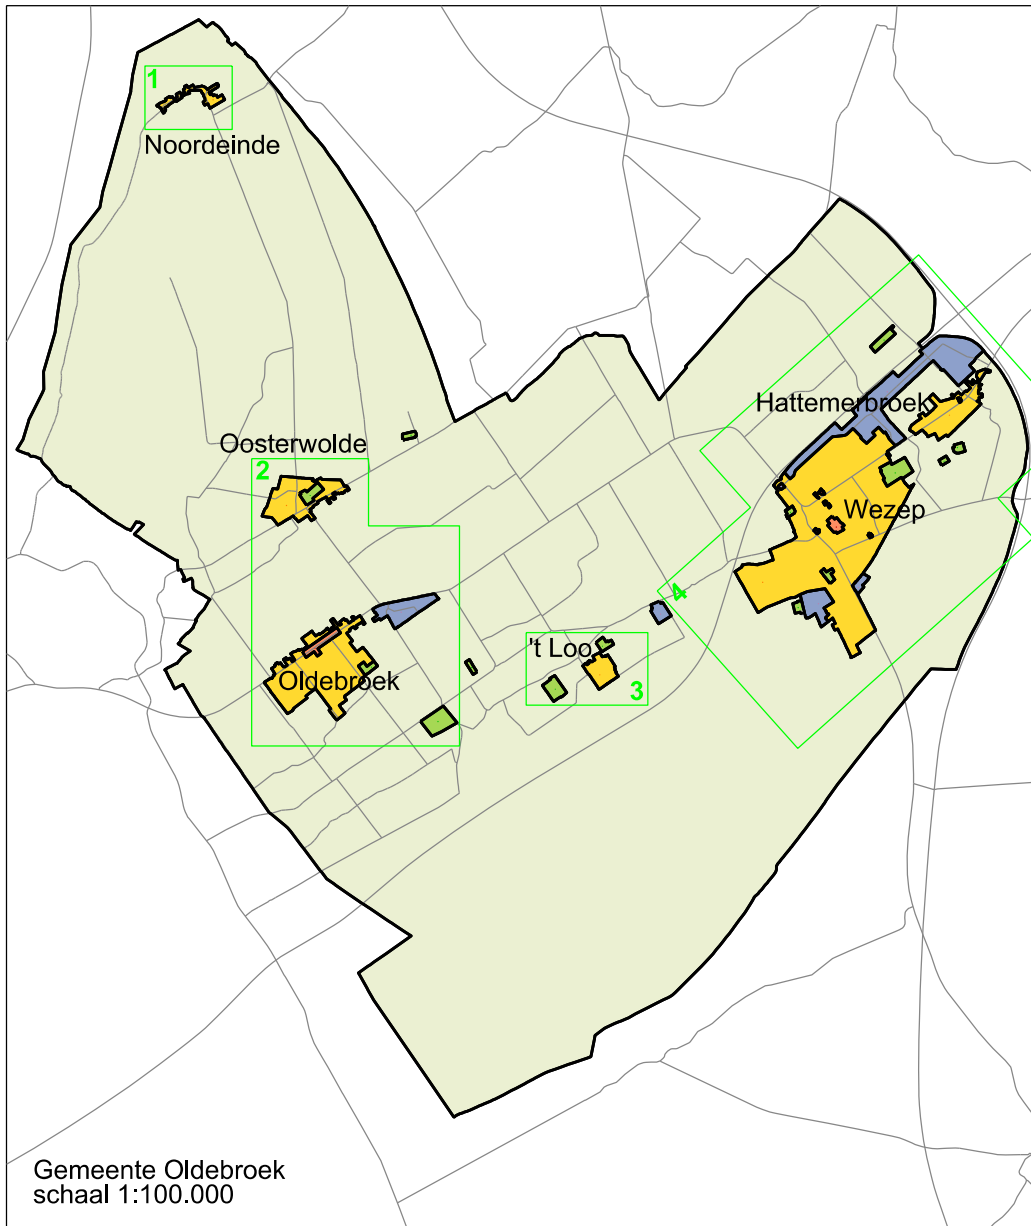 1
Noordeinde
Hattemerbroek
Oosterwolde
2
Wezep
4
't Loo
Oldebroek
3
Gemeente Oldebroek
schaal 1:100.000